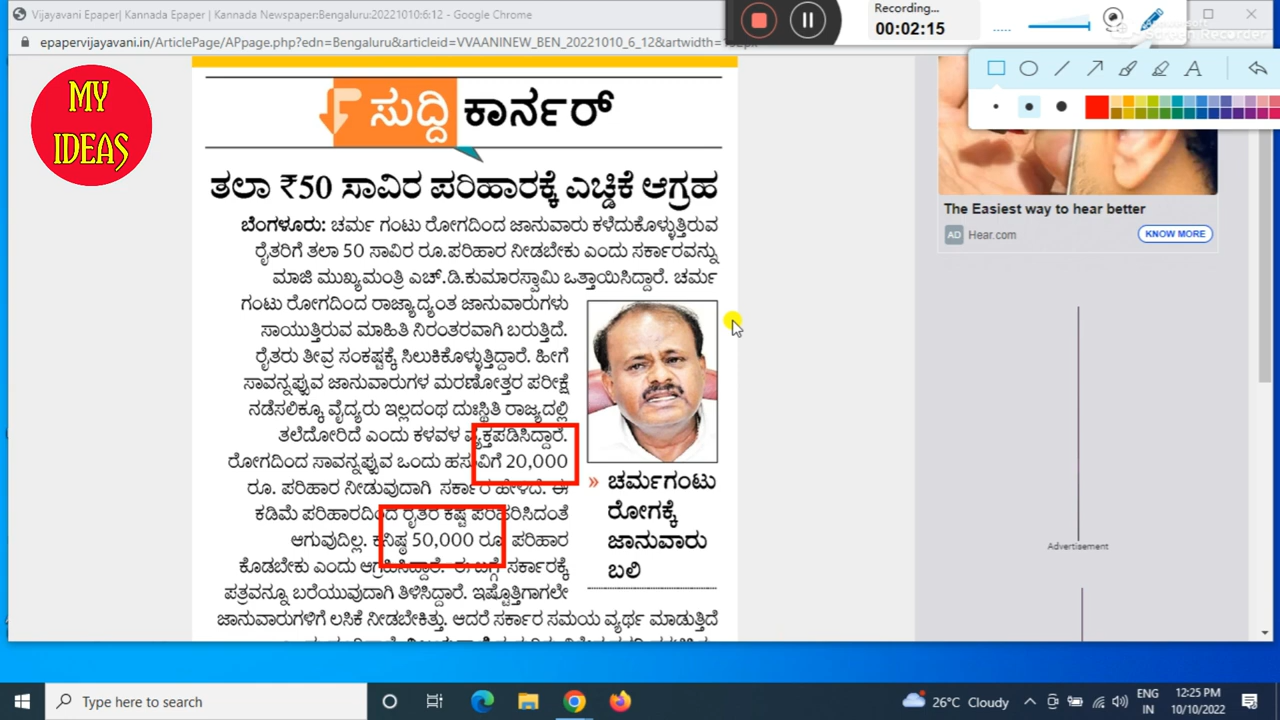 Vijayavani Epaper| Kannada Epaper | Kannada Newspaper:Bengaluru:20221010:6:12 - Google Chrome
Recording...
00:02:15
epapervijayavani.in/ArticlePage/APpage.php?edn=Bengaluru&articleid=VVAANINEW_BEN_20221010_6_12&artwidth=
MY
IDEAS
ಸುದ್ದಿ ಕಾರ್ನರ್
ತಲಾ ₹50 ಸಾವಿರ ಪರಿಹಾರಕ್ಕೆ ಎಚ್ಡಿಕೆ ಆಗ್ರಹ
ಬೆಂಗಳೂರು: ಚರ್ಮ ಗಂಟು ರೋಗದಿಂದ ಜಾನುವಾರು ಕಳೆದುಕೊಳ್ಳುತ್ತಿರುವ
ರೈತರಿಗೆ ತಲಾ 50 ಸಾವಿರ ರೂ.ಪರಿಹಾರ ನೀಡಬೇಕು ಎಂದು ಸರ್ಕಾರವನ್ನು
ಮಾಜಿ ಮುಖ್ಯಮಂತ್ರಿ ಎಚ್.ಡಿ.ಕುಮಾರಸ್ವಾಮಿ ಒತ್ತಾಯಿಸಿದ್ದಾರೆ. ಚರ್ಮ
ಗಂಟು ರೋಗದಿಂದ ರಾಜ್ಯಾದ್ಯಂತ ಜಾನುವಾರುಗಳು
ಸಾಯುತ್ತಿರುವ ಮಾಹಿತಿ ನಿರಂತರವಾಗಿ ಬರುತ್ತಿದೆ.
ರೈತರು ತೀವ್ರ ಸಂಕಷ್ಟಕ್ಕೆ ಸಿಲುಕಿಕೊಳ್ಳುತ್ತಿದ್ದಾರೆ. ಹೀಗೆ
ಸಾವನ್ನಪ್ಪುವ ಜಾನುವಾರುಗಳ ಮರಣೋತ್ತರ ಪರೀಕ್ಷೆ
ನಡೆಸಲಿಕ್ಕೂ ವೈದ್ಯರು ಇಲ್ಲದಂಥ ದುಃಸ್ಥಿತಿ ರಾಜ್ಯದಲ್ಲಿ
ತಲೆದೋರಿದೆ ಎಂದು ಕಳವಳ ವ್ಯಕ್ತಪಡಿಸಿದ್ದಾರೆ.
ರೋಗದಿಂದ ಸಾವನ್ನಪ್ಪುವ ಒಂದು ಹಸುವಿಗೆ 20,000
ರೂ. ಪರಿಹಾರ ನೀಡುವುದಾಗಿ ಸರ್ಕಾರ ಹೇಳಿದೆ. ಈ
ಕಡಿಮೆ ಪರಿಹಾರದಿಂದ ರೈತರ ಕಷ್ಟ ಪರಿಹರಿಸಿದಂತೆ
ಆಗುವುದಿಲ್ಲ. ಕನಿಷ್ಠ 50,000 ರೂ. ಪರಿಹಾರ
ಕೊಡಬೇಕು ಎಂದು ಆಗ್ರಹಿಸಿದ್ದಾರೆ. ಈ ಬಗ್ಗೆ ಸರ್ಕಾರಕ್ಕೆ
ಪತ್ರವನ್ನೂ ಬರೆಯುವುದಾಗಿ ತಿಳಿಸಿದ್ದಾರೆ. ಇಷ್ಟೊತ್ತಿಗಾಗಲೇ
ಜಾನುವಾರುಗಳಿಗೆ ಲಸಿಕೆ ನೀಡಬೇಕಿತ್ತು. ಆದರೆ ಸರ್ಕಾರ ಸಮಯ ವ್ಯರ್ಥ ಮಾಡುತ್ತಿದೆ
» ಚರ್ಮಗಂಟು
ರೋಗಕ್ಕೆ
ಜಾನುವಾರು
ಬಲಿ
The Easiest way to hear better
AD Hear.com
KNOW MORE
Advertisement
Type here to search
26°C Cloudy
ENG
IN
12:25 PM
10/10/2022